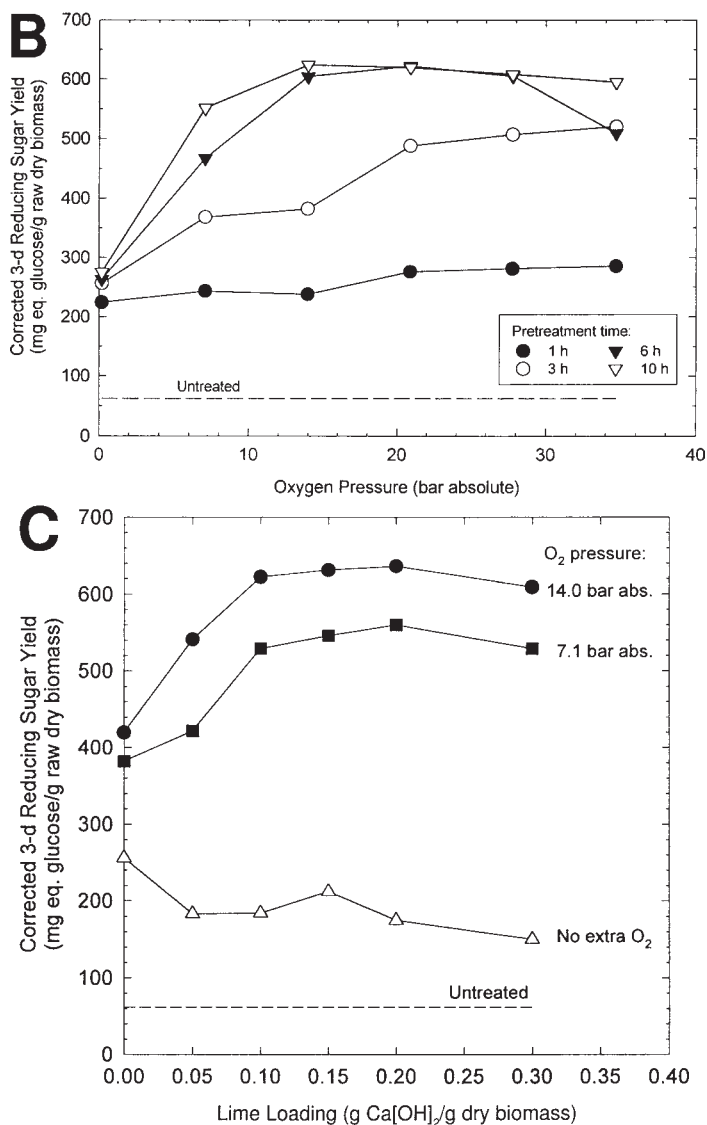 B
700
600
500
400
300
200
100
0
Corrected 3-d Reducing Sugar Yield
(mg eq. glucose/g raw dry biomass)
Pretreatment time:
1 h
6 h
3 h
10 h
Untreated
0
10
20
30
40
Oxygen Pressure (bar absolute)
C
700
600
500
400
300
200
100
0
Corrected 3-d Reducing Sugar Yield
(mg eq. glucose/g raw dry biomass)
O₂ pressure:
14.0 bar abs.
7.1 bar abs.
No extra O₂
Untreated
0.00
0.05
0.10
0.15
0.20
0.25
0.30
0.35
0.40
Lime Loading (g Ca[OH]₂/g dry biomass)